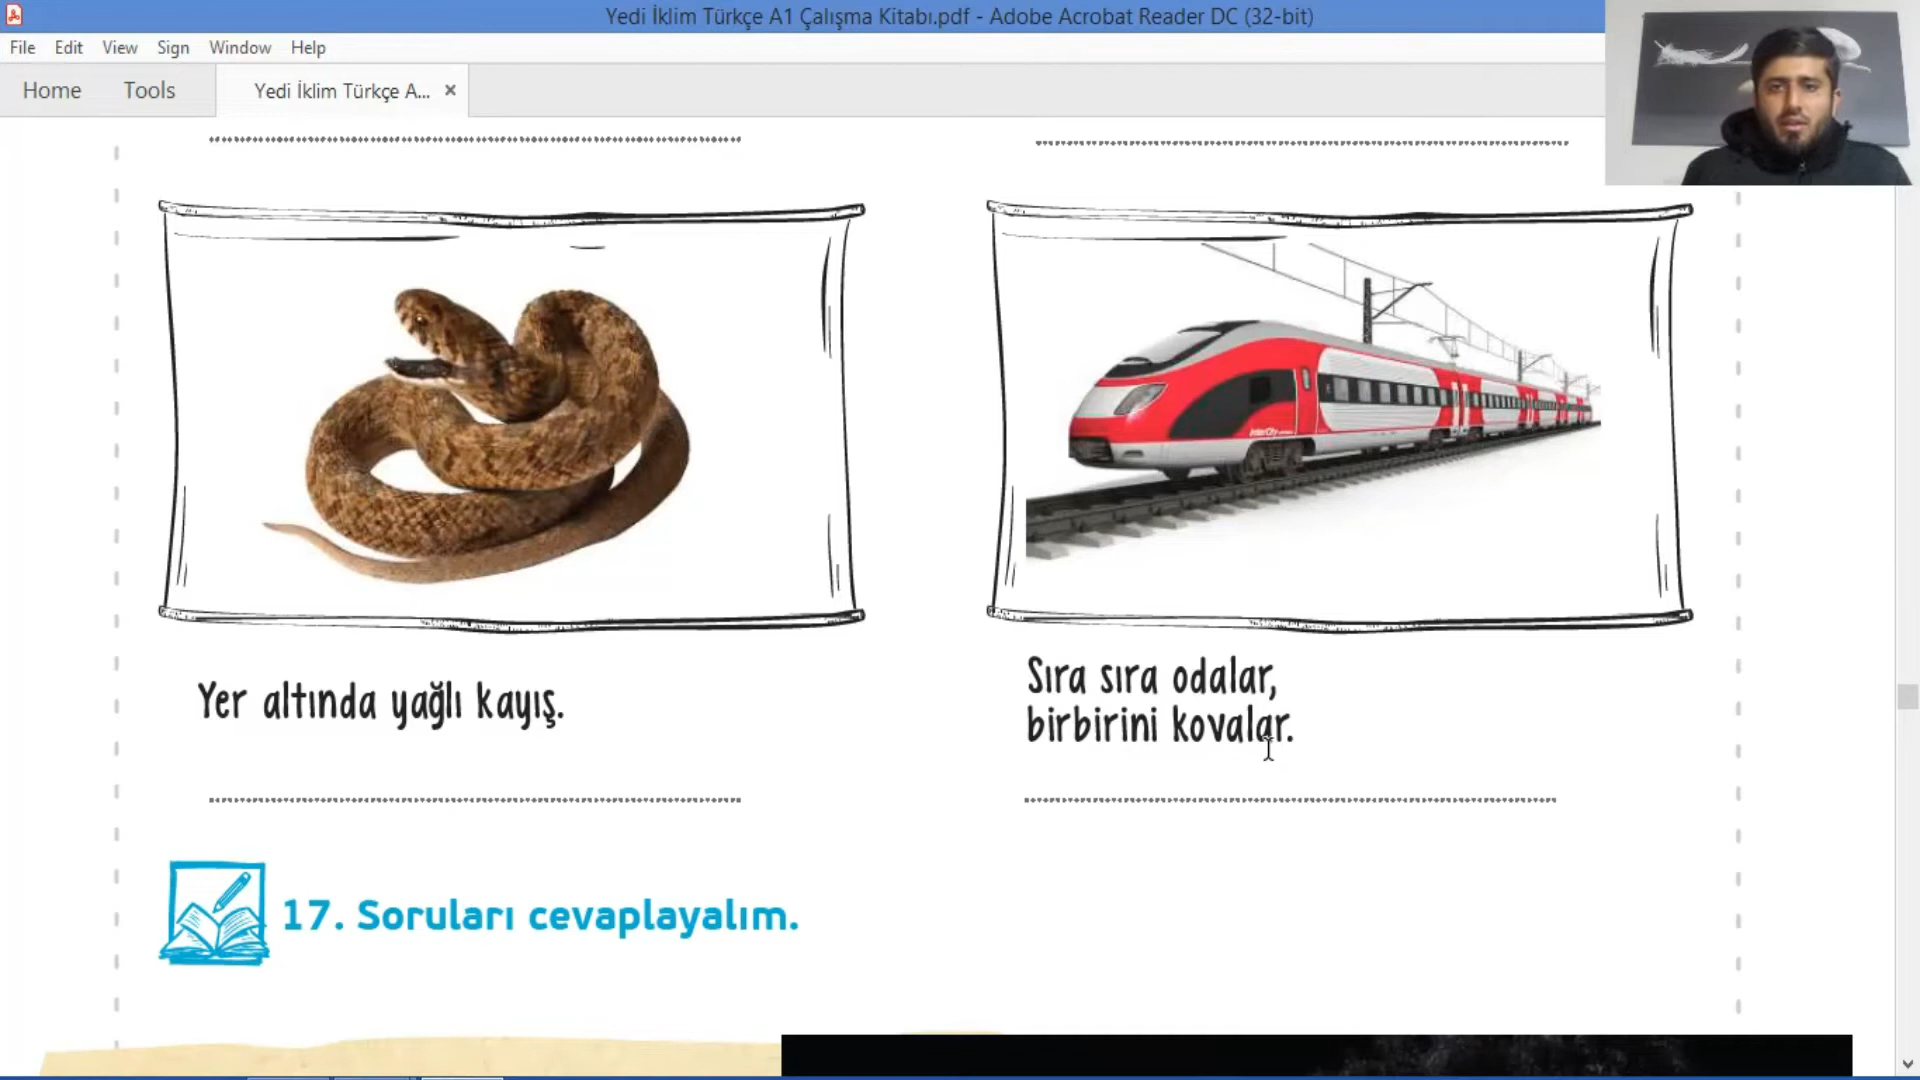 Yedi İklim Türkçe A1 Çalışma Kitabı.pdf - Adobe Acrobat Reader DC (32-bit)
File Edit View Sign Window Help
Home Tools Yedi İklim Türkçe A... ×
InterCity
Yer altında yağlı kayış.
Sıra sıra odalar,
birbirini kovalar.
17. Soruları cevaplayalım.